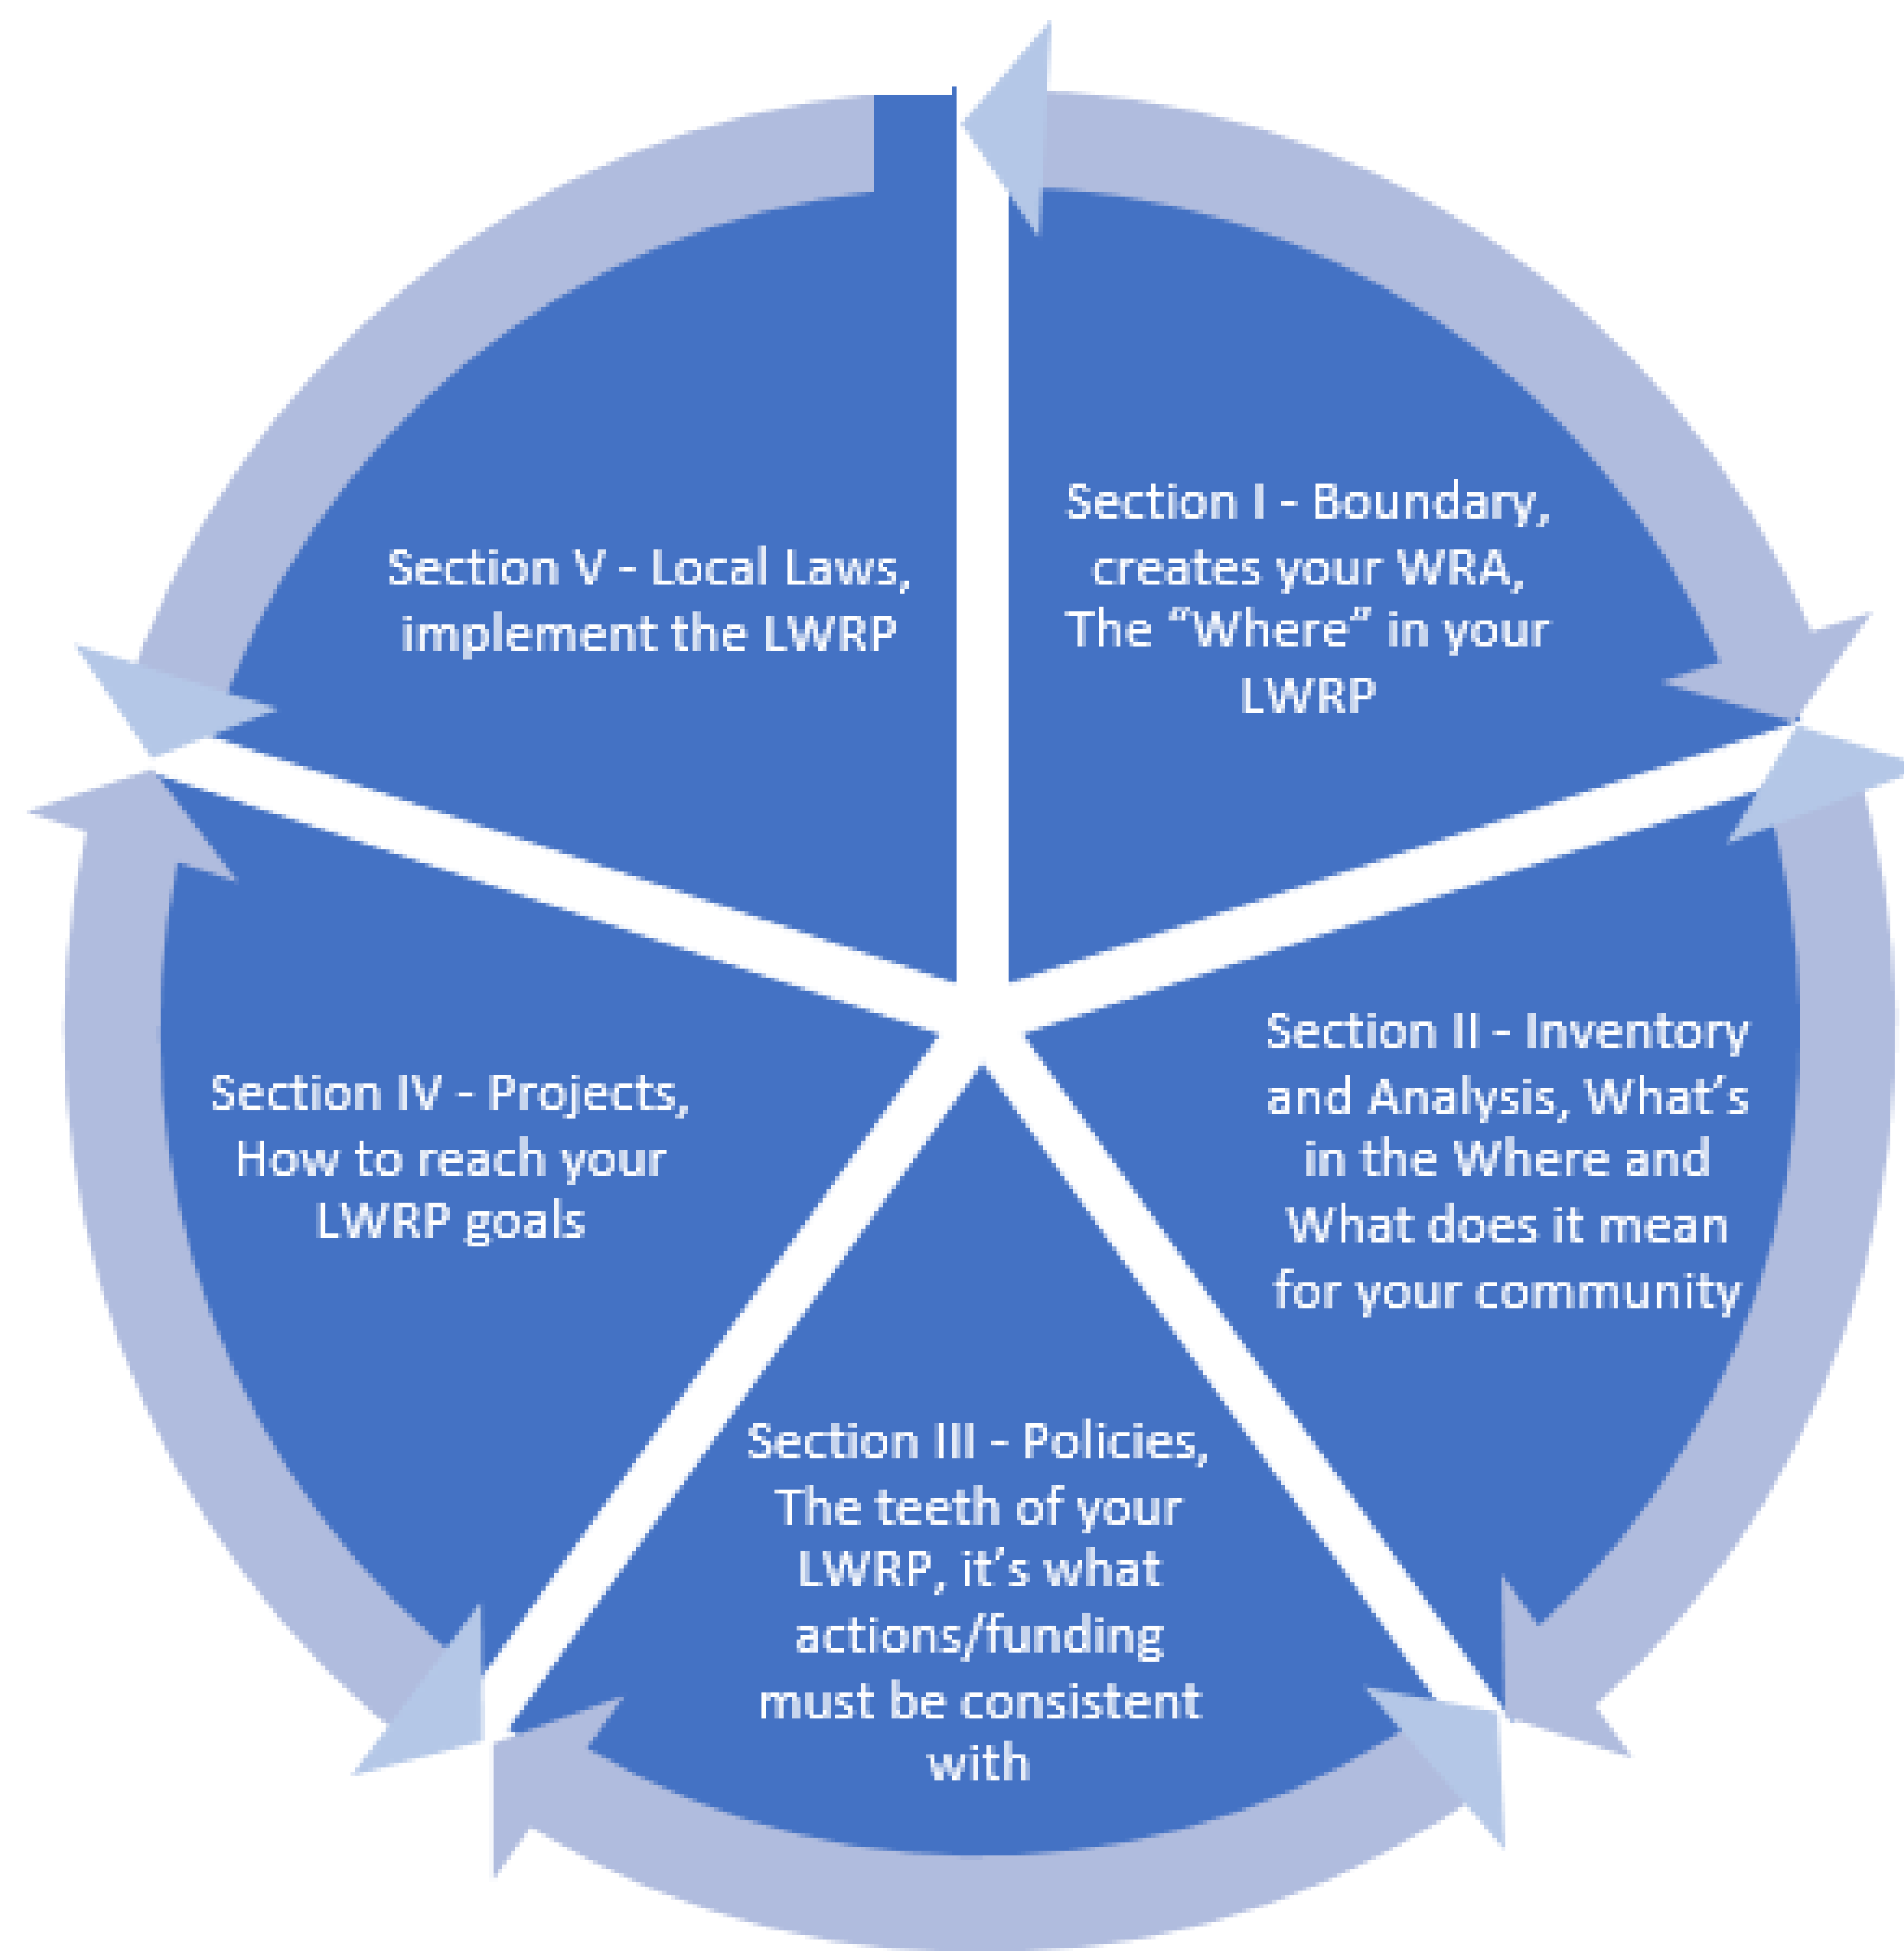 Section I - Boundary,
creates your WRA,
The “Where” in your
LWRP
Section II - Inventory
and Analysis, What’s
in the Where and
What does it mean
for your community
Section III - Policies,
The teeth of your
LWRP, it’s what
actions/funding
must be consistent
with
Section IV - Projects,
How to reach your
LWRP goals
Section V - Local Laws,
implement the LWRP